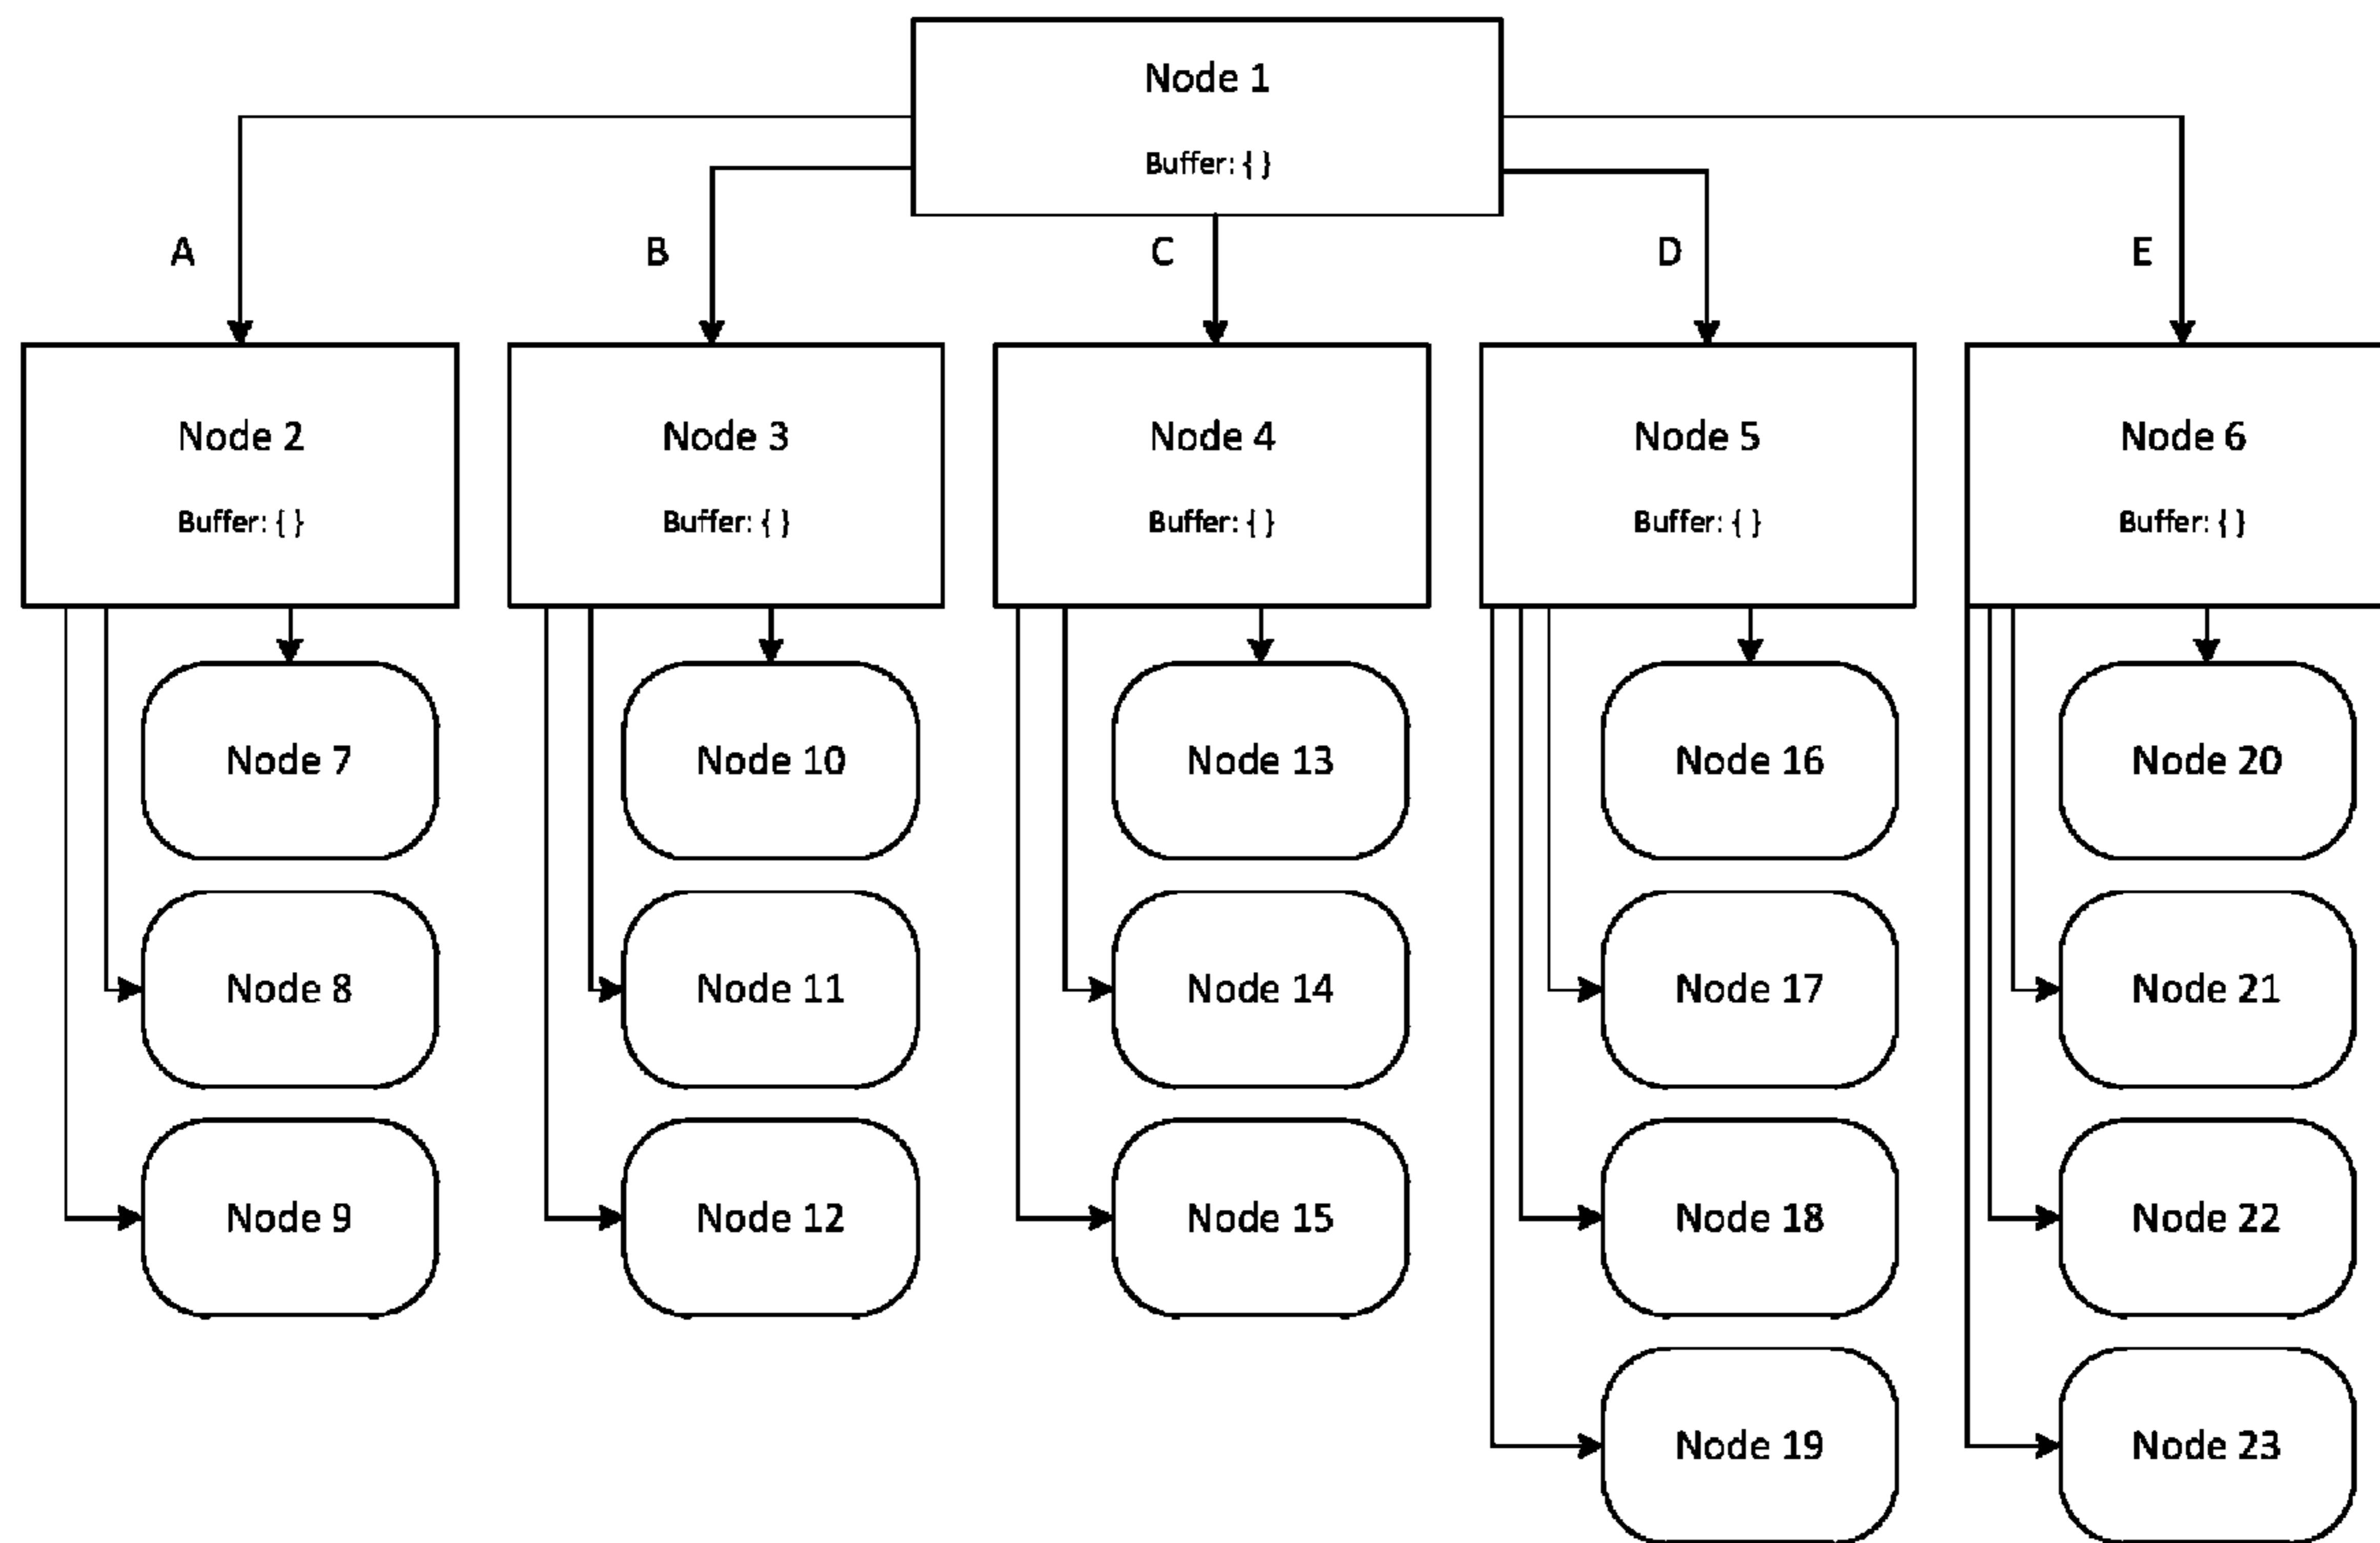 Node 1
Buffer: { }
A
B
C
D
E
Node 2
Buffer: { }
Node 3
Buffer: { }
Node 4
Buffer: { }
Node 5
Buffer: { }
Node 6
Buffer: { }
Node 7
Node 10
Node 13
Node 16
Node 20
Node 8
Node 11
Node 14
Node 17
Node 21
Node 9
Node 12
Node 15
Node 18
Node 22
Node 19
Node 23